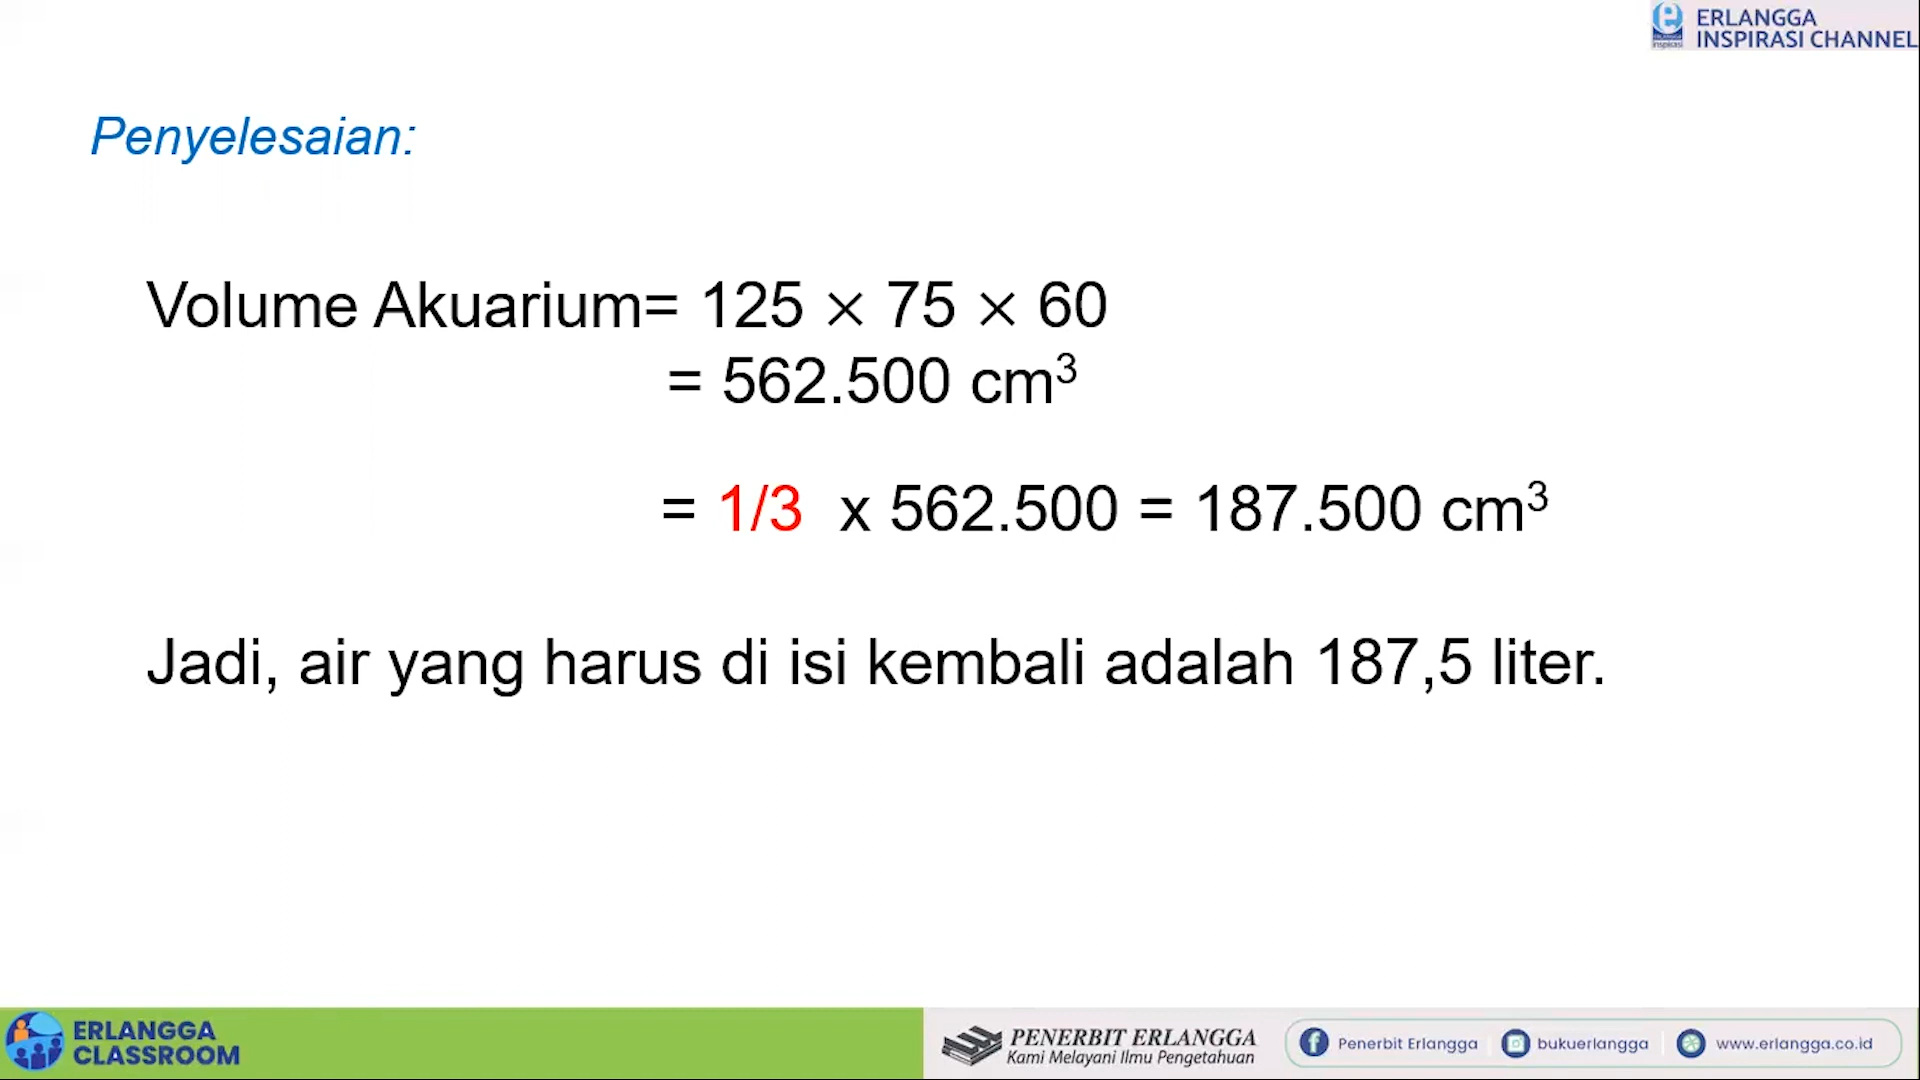 ERLANGGA
INSPIRASI CHANNEL
Penyelesaian:
Volume Akuarium= 125 × 75 × 60
= 562.500 cm³
= 1/3 x 562.500 = 187.500 cm³
Jadi, air yang harus di isi kembali adalah 187,5 liter.
ERLANGGA
CLASSROOM
PENERBIT ERLANGGA
Kami Melayani Ilmu Pengetahuan
Penerbit Erlangga
bukuerlangga
www.erlangga.co.id